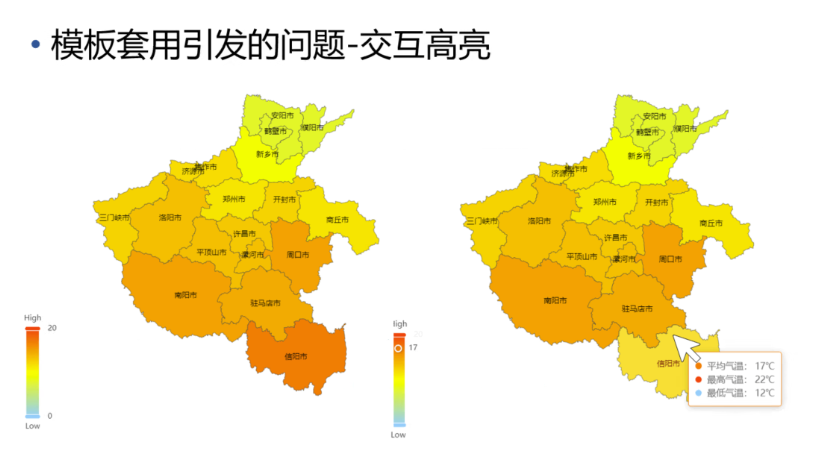 • 模板套用引发的问题-交互高亮
安阳市
鹤壁市
濮阳市
新乡市
焦作市
济源市
郑州市
开封市
三门峡市
洛阳市
商丘市
许昌市
平顶山市
漯河市
周口市
南阳市
驻马店市
信阳市
High
20
0
Low
安阳市
鹤壁市
濮阳市
新乡市
焦作市
济源市
郑州市
开封市
三门峡市
洛阳市
商丘市
许昌市
平顶山市
漯河市
周口市
南阳市
驻马店市
信阳市
High
20
17
Low
平均气温： 17℃
最高气温： 22℃
最低气温： 12℃